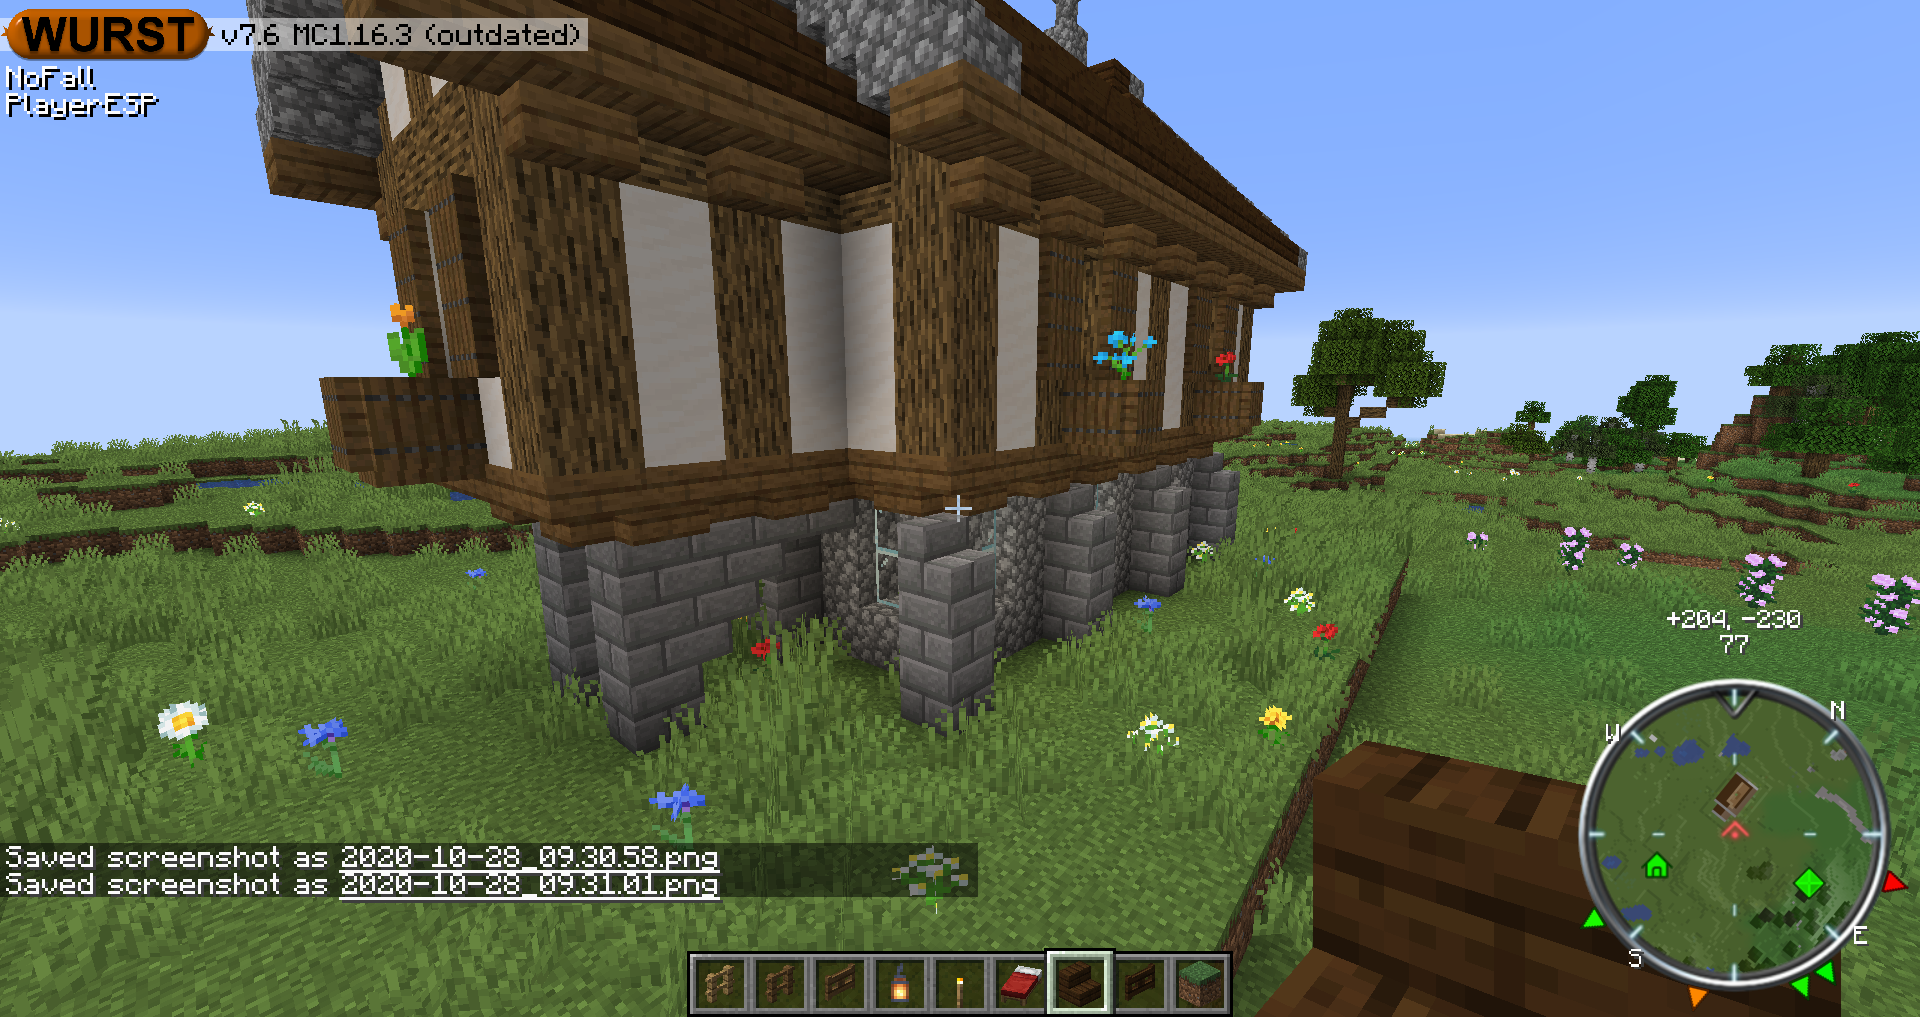 WURST v7.6 MC1.16.3 (outdated)
NoFall
PlayerESP
+204, -230
77
N
W
E
S
Saved screenshot as 2020-10-28_09.30.58.png
Saved screenshot as 2020-10-28_09.31.01.png